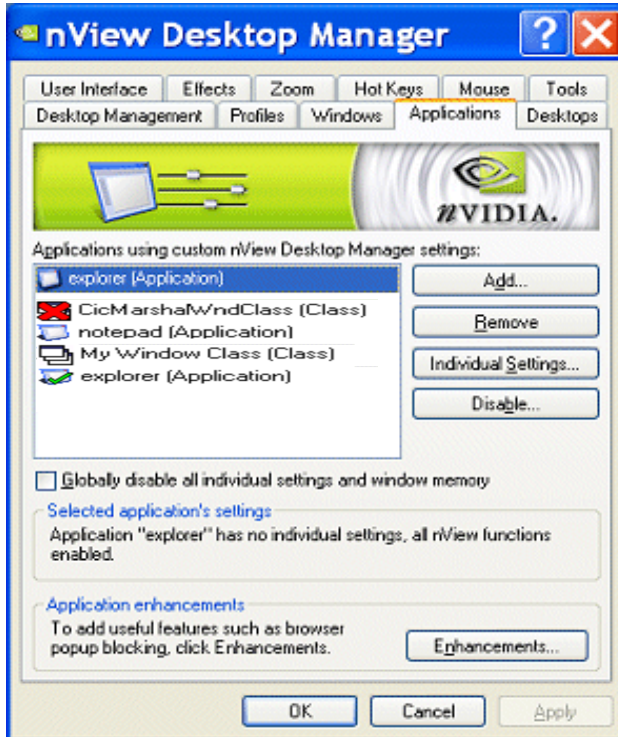 nView Desktop Manager
User Interface Effects Zoom Hot Keys Mouse Tools
Desktop Management Profiles Windows Applications Desktops
nVIDIA.
Applications using custom nView Desktop Manager settings:
explorer (Application)
CicMarshalWndClass (Class)
notepad (Application)
My Window Class (Class)
explorer (Application)
Add...
Remove
Individual Settings...
Disable...
Globally disable all individual settings and window memory
Selected application's settings
Application "explorer" has no individual settings, all nView functions
enabled.
Application enhancements
To add useful features such as browser
popup blocking, click Enhancements.
Enhancements...
OK Cancel Apply